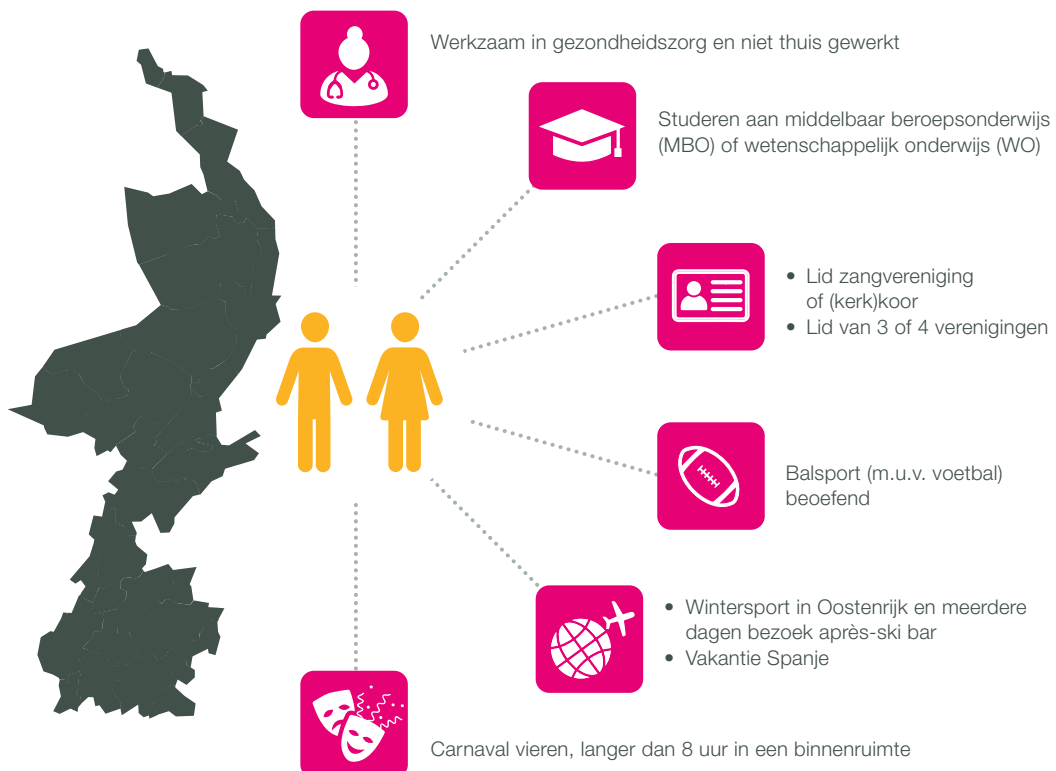 Werkzaam in gezondheidszorg en niet thuis gewerkt
Studeren aan middelbaar beroepsonderwijs
(MBO) of wetenschappelijk onderwijs (WO)
• Lid zangvereniging
of (kerk)koor
• Lid van 3 of 4 verenigingen
Balsport (m.u.v. voetbal)
beoefend
• Wintersport in Oostenrijk en meerdere
dagen bezoek après-ski bar
• Vakantie Spanje
Carnaval vieren, langer dan 8 uur in een binnenruimte